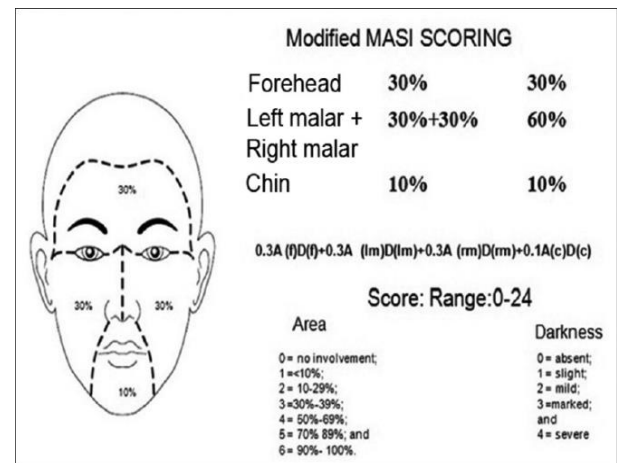 Modified MASI SCORING
Forehead 30% 30%
Left malar + 30%+30% 60%
Right malar
Chin 10% 10%
0.3A (f)D(f)+0.3A (lm)D(lm)+0.3A (rm)D(rm)+0.1A(c)D(c)
Score: Range:0-24
Area
0= no involvement;
1 =<10%;
2 = 10-29%;
3 =30%-39%;
4 = 50%-69%;
5= 70% 89%; and
6= 90%- 100%.
Darkness
0= absent;
1= slight;
2= mild;
3=marked;
and
4= severe
30%
30% 30%
10%